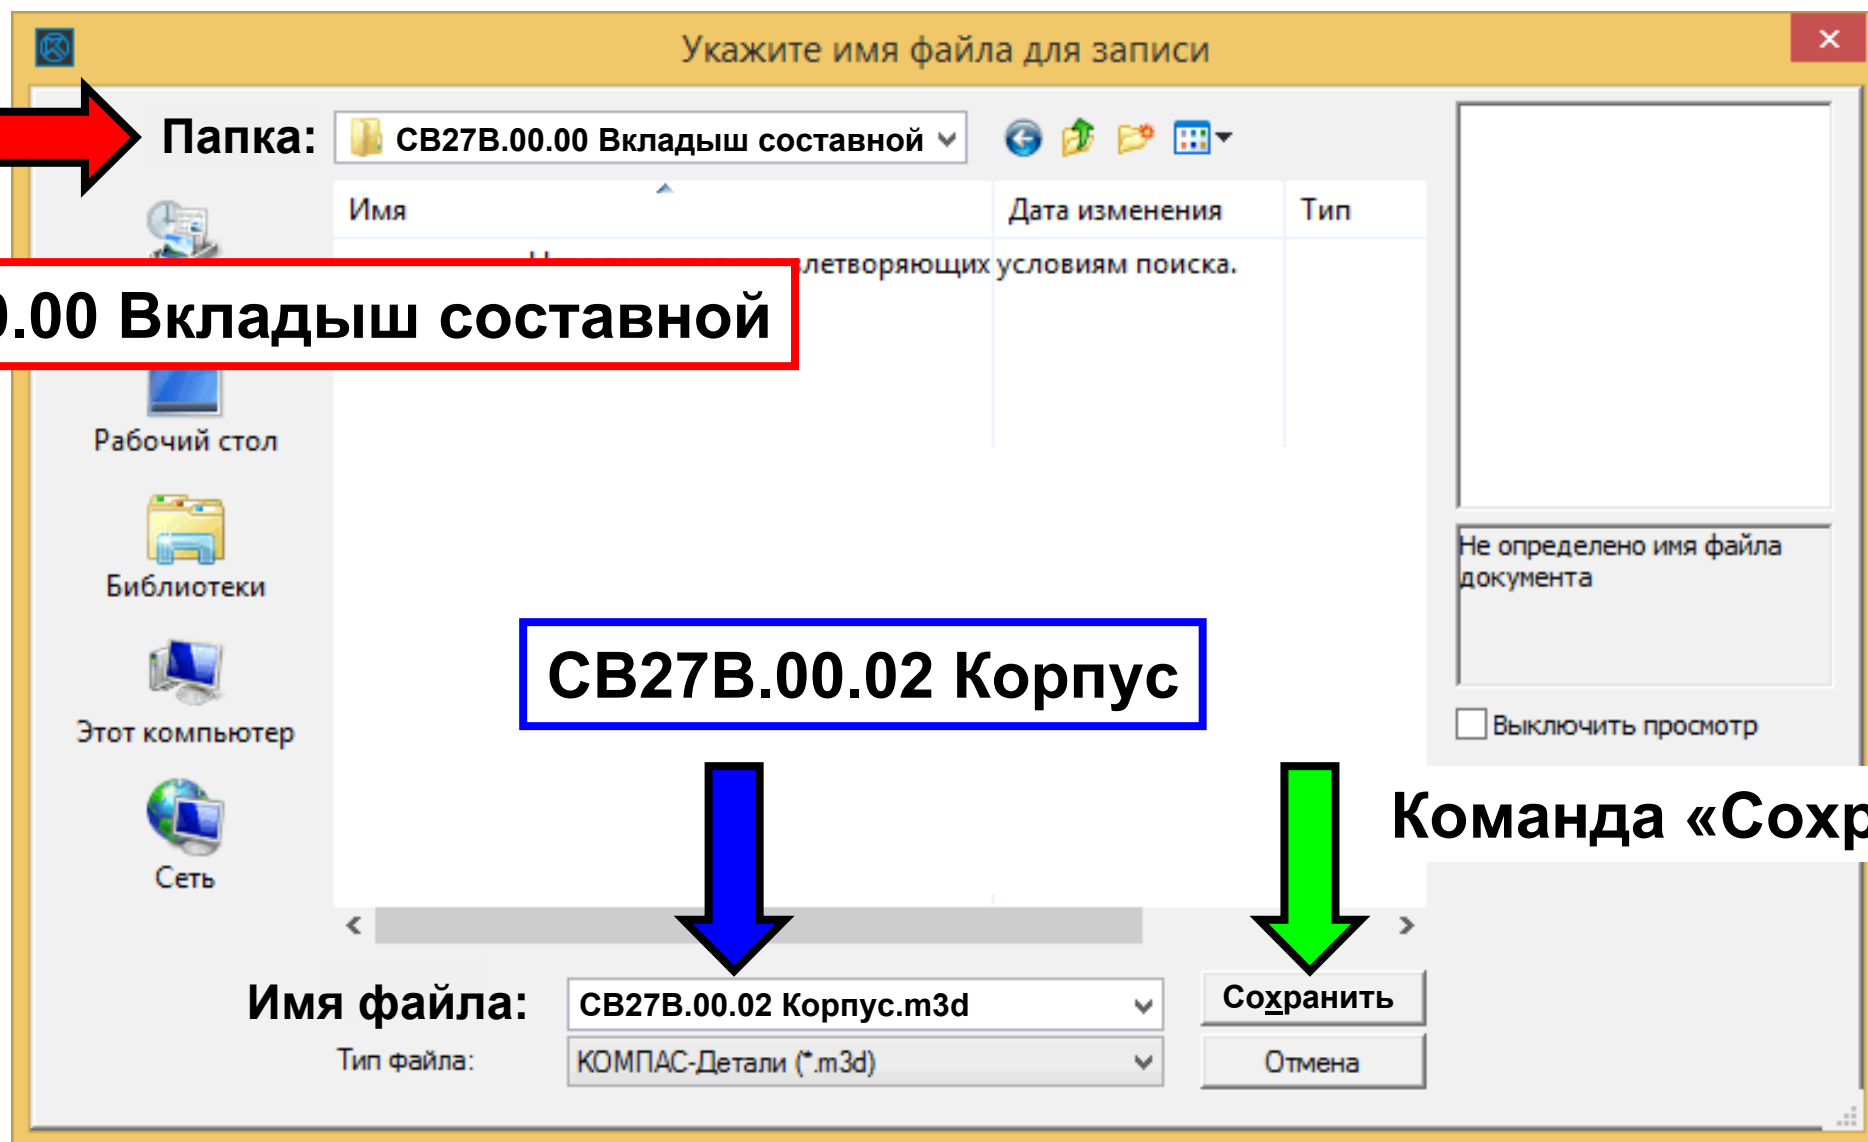 Укажите имя файла для записи
Папка: СВ27В.00.00 Вкладыш составной
Имя Дата изменения Тип
условиям поиска.
.00 Вкладыш составной
Рабочий стол
Библиотеки
Не определено имя файла
документа
СВ27В.00.02 Корпус
Этот компьютер
Выключить просмотр
Команда «Сохр
Сеть
Имя файла: СВ27В.00.02 Корпус.m3d Сохранить
Тип файла: КОМПАС-Детали (*.m3d) Отмена